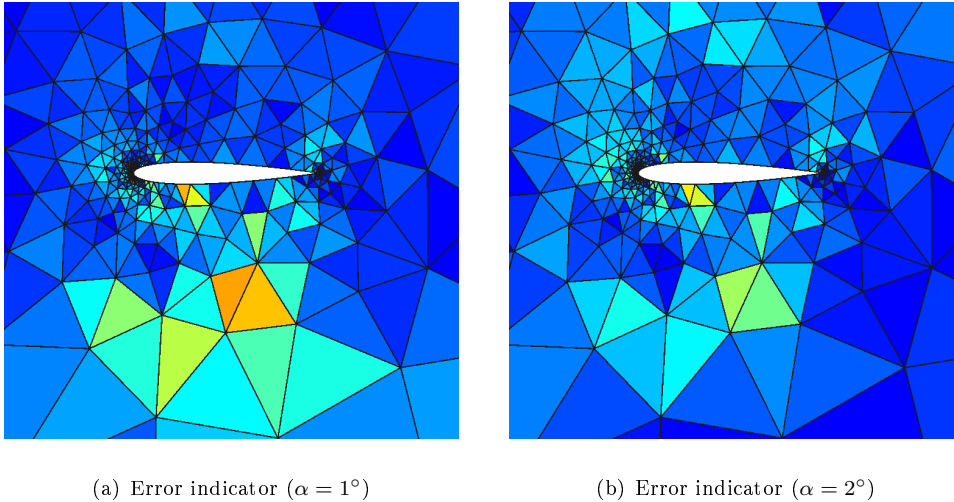 (a) Error indicator (α = 1°)
(b) Error indicator (α = 2°)